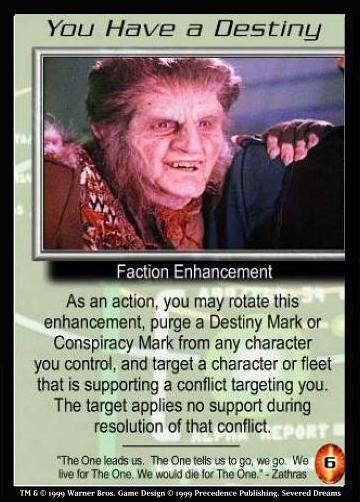 You Have a Destiny
Faction Enhancement
As an action, you may rotate this
enhancement, purge a Destiny Mark or
Conspiracy Mark from any character
you control, and target a character or fleet
that is supporting a conflict targeting you.
The target applies no support during
resolution of that conflict.
"The One leads us. The One tells us to go, we go. We
live for The One. We would die for The One." - Zathras
6
TM & © 1999 Warner Bros. Game Design © 1999 Precedence Publishing. Severed Dreams